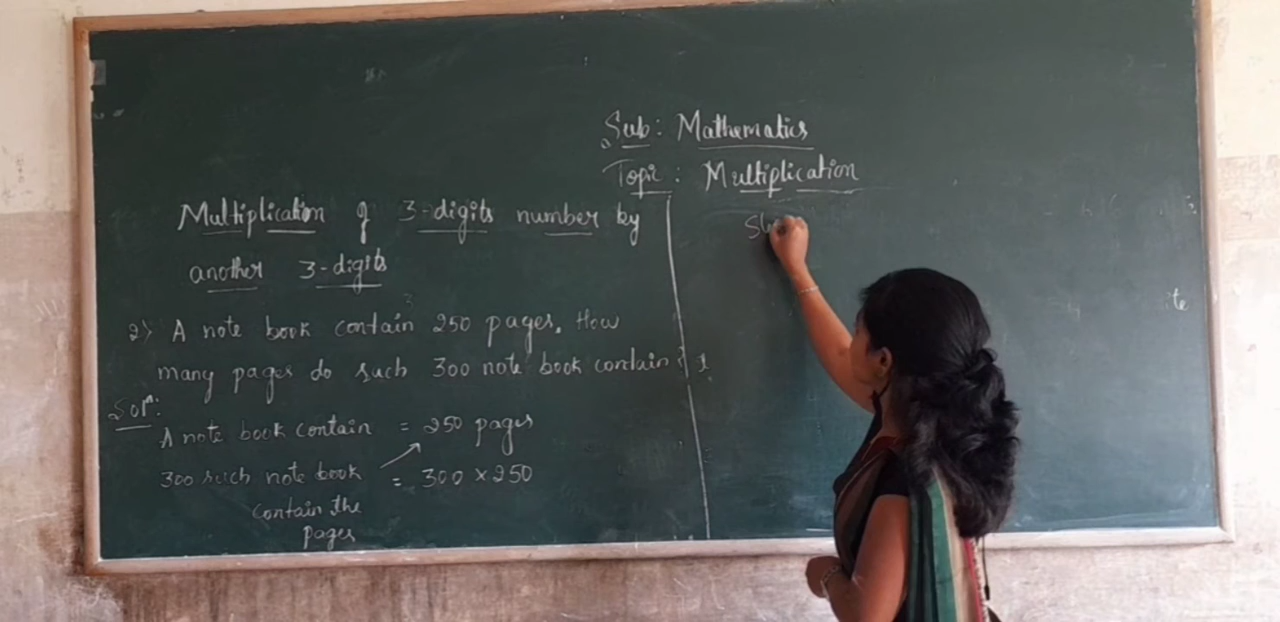 Sub: Mathematics
Topic: Multiplication
Multiplication of 3-digits number by
another 3-digits
2) A note book contain 250 pages. How
many pages do such 300 note book contain?
Soln:
A note book contain = 250 pages
300 such note book = 300 × 250
contain the
pages